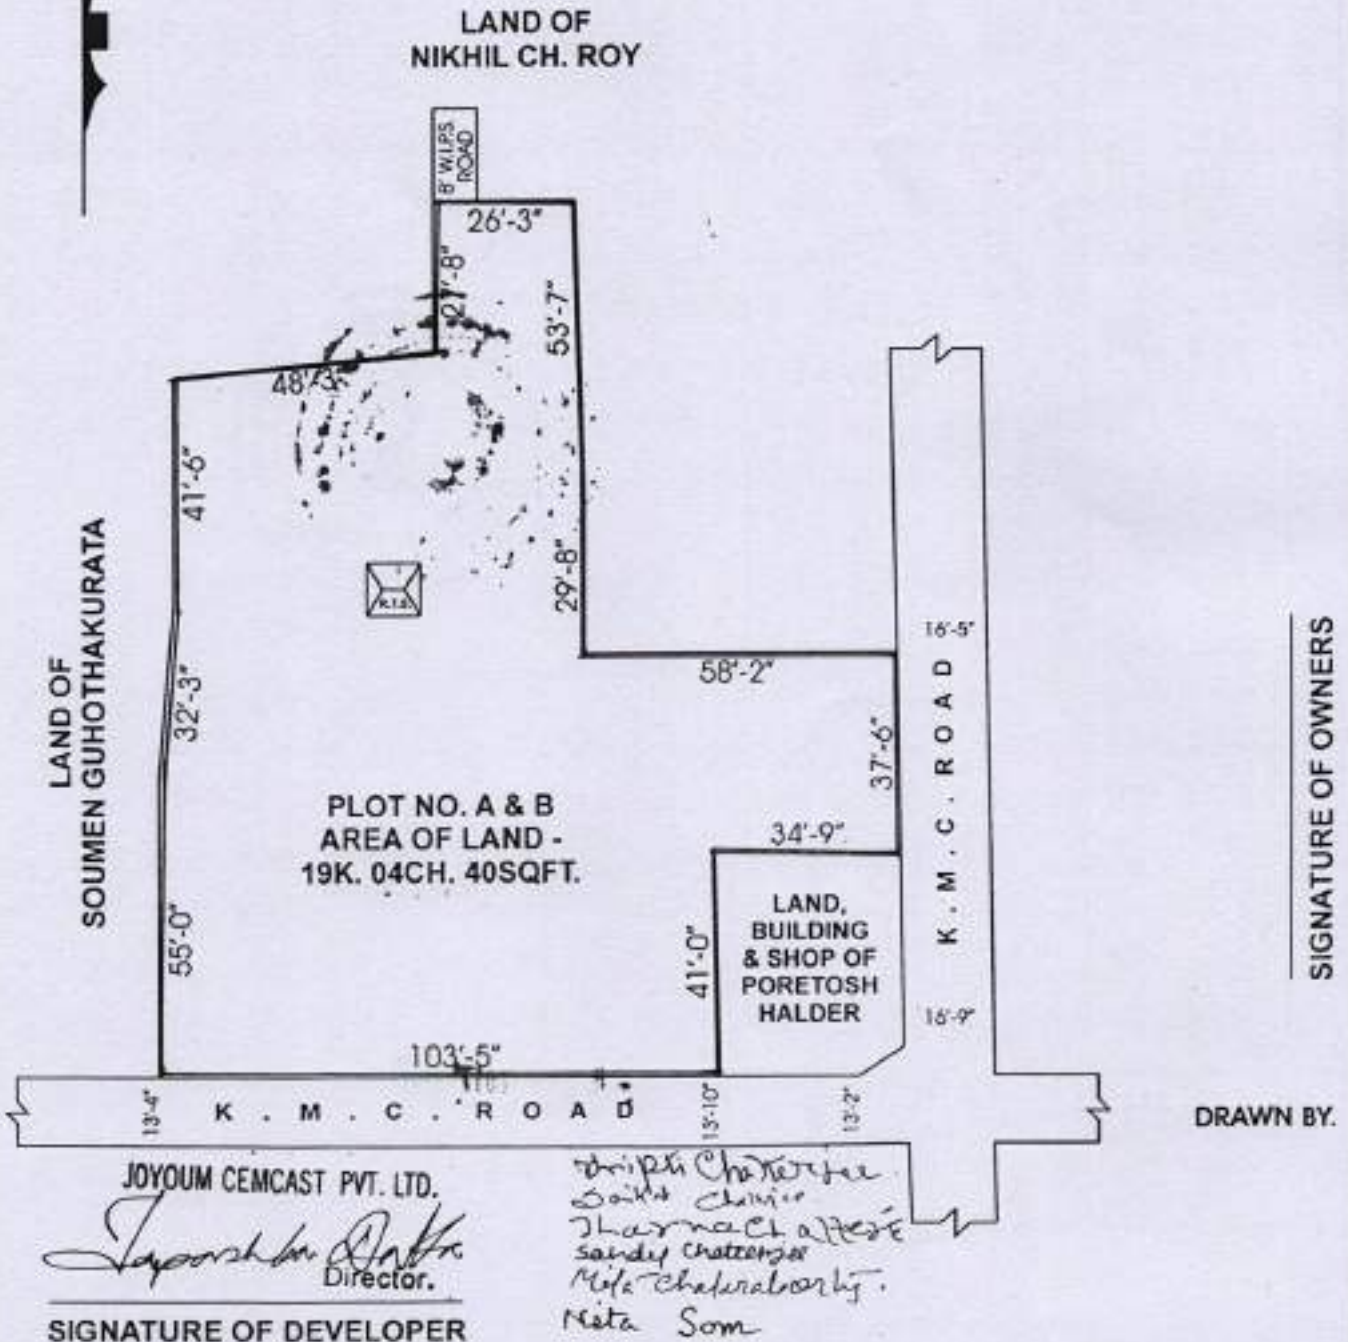 LAND OF
NIKHIL CH. ROY
8' W.I.P.S.
ROAD
26'-3"
27'-8"
53'-7"
48'-3"
41'-6"
29'-8"
R.T.S.
LAND OF
SOUMEN GUHOTHAKURATA
32'-3"
58'-2"
16'-5"
K.M.C. ROAD
37'-6"
SIGNATURE OF OWNERS
PLOT NO. A & B
AREA OF LAND -
19K. 04CH. 40SQFT.
34'-9"
55'-0"
41'-0"
LAND,
BUILDING
& SHOP OF
PORETOSH
HALDER
16'-9"
103'-5"
13'-4"
K.M.C. ROAD
13'-10"
13'-2"
DRAWN BY.
JOYOUM CEMCAST PVT. LTD.
Director.
SIGNATURE OF DEVELOPER
Chatterjee
Sandy Chatterjee
Chakraborty.
Nita Som